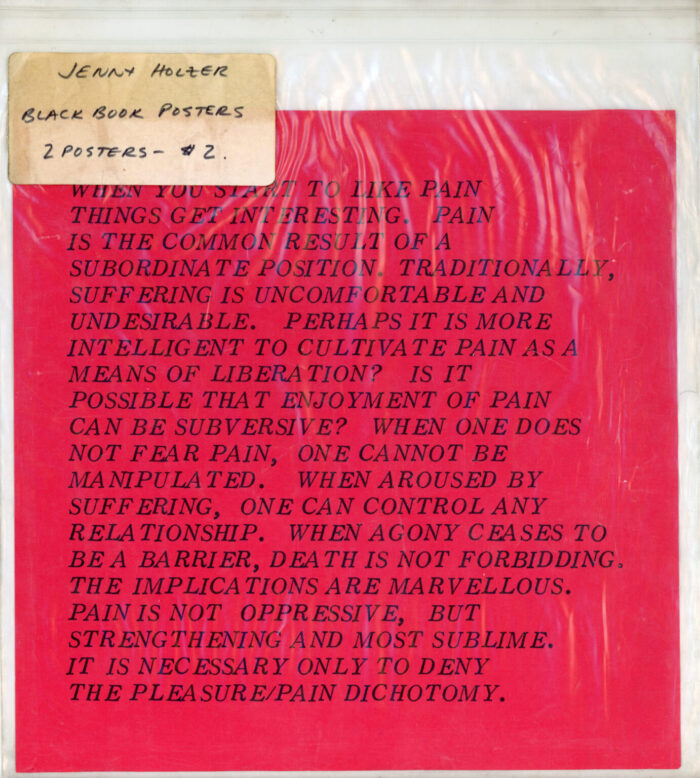 JENNY HOLZER
BLACK BOOK POSTERS
2 POSTERS - #2.
WHEN YOU START TO LIKE PAIN
THINGS GET INTERESTING. PAIN
IS THE COMMON RESULT OF A
SUBORDINATE POSITION. TRADITIONALLY,
SUFFERING IS UNCOMFORTABLE AND
UNDESIRABLE. PERHAPS IT IS MORE
INTELLIGENT TO CULTIVATE PAIN AS A
MEANS OF LIBERATION? IS IT
POSSIBLE THAT ENJOYMENT OF PAIN
CAN BE SUBVERSIVE? WHEN ONE DOES
NOT FEAR PAIN, ONE CANNOT BE
MANIPULATED. WHEN AROUSED BY
SUFFERING, ONE CAN CONTROL ANY
RELATIONSHIP. WHEN AGONY CEASES TO
BE A BARRIER, DEATH IS NOT FORBIDDING.
THE IMPLICATIONS ARE MARVELLOUS.
PAIN IS NOT OPPRESSIVE, BUT
STRENGTHENING AND MOST SUBLIME.
IT IS NECESSARY ONLY TO DENY
THE PLEASURE/PAIN DICHOTOMY.